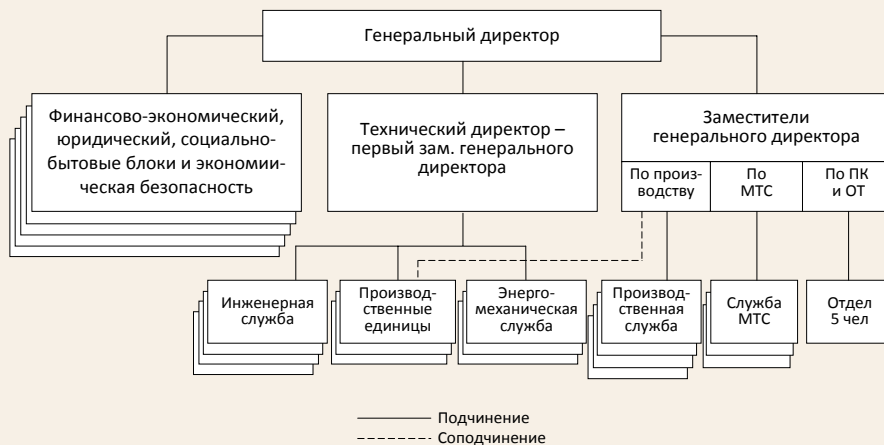 Генеральный директор
Финансово-экономический,
юридический, социально-
бытовые блоки и экономии-
ческая безопасность
Технический директор –
первый зам. генерального
директора
Заместители
генерального директора
По произ-
водству
По
МТС
По ПК
и ОТ
Инженерная
служба
Производ-
ственные
единицы
Энерго-
механическая
служба
Производ-
ственная
служба
Служба
МТС
Отдел
5 чел
Подчинение
Соподчинение